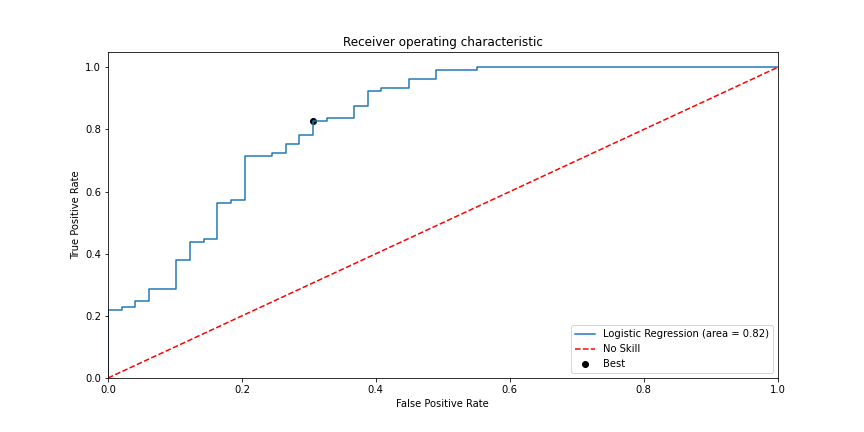 Receiver operating characteristic
1.0
0.8
0.6
0.4
0.2
0.0
True Positive Rate
0.0 0.2 0.4 0.6 0.8 1.0
False Positive Rate
Logistic Regression (area = 0.82)
No Skill
Best